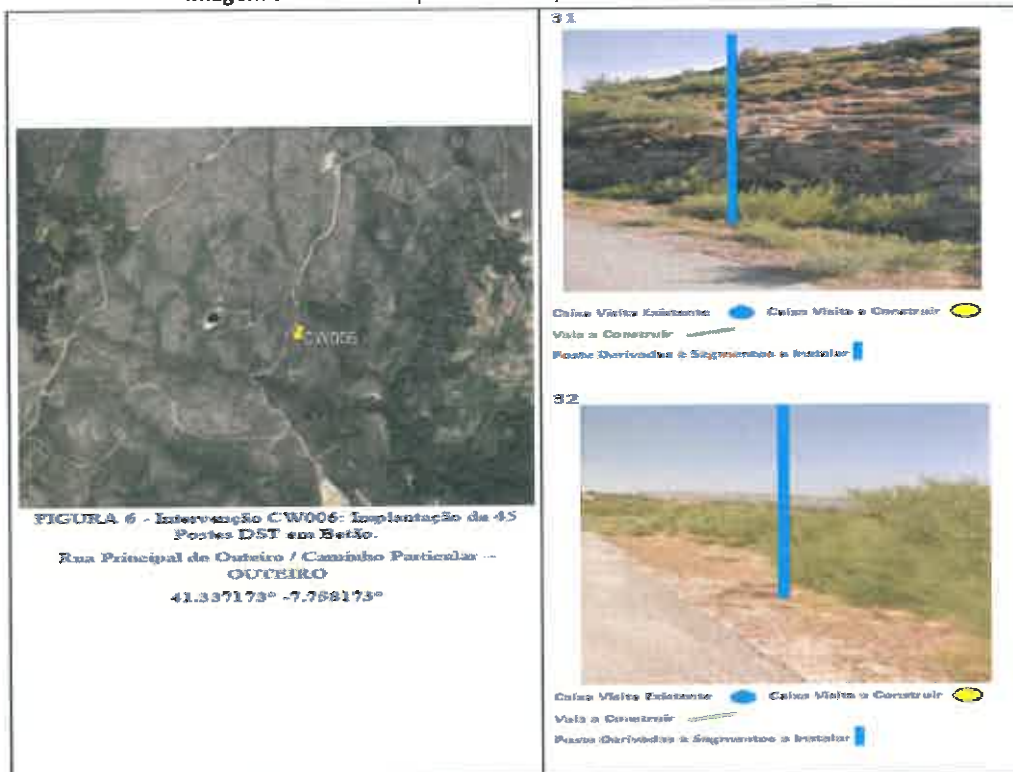 Imagem
CW006
FIGURA 6 - Intervenção CW006: Implantação de 45
Postes DST em Betão.
Rua Principal de Outeiro / Caminho Particular –
OUTEIRO
41.337173° -7.758173°
31
Caixa Visita Existente Caixa Visita a Construir
Vala a Construir
Poste Derivadas e Segmentos a Instalar
32
Caixa Visita Existente Caixa Visita a Construir
Vala a Construir
Poste Derivadas e Segmentos a Instalar